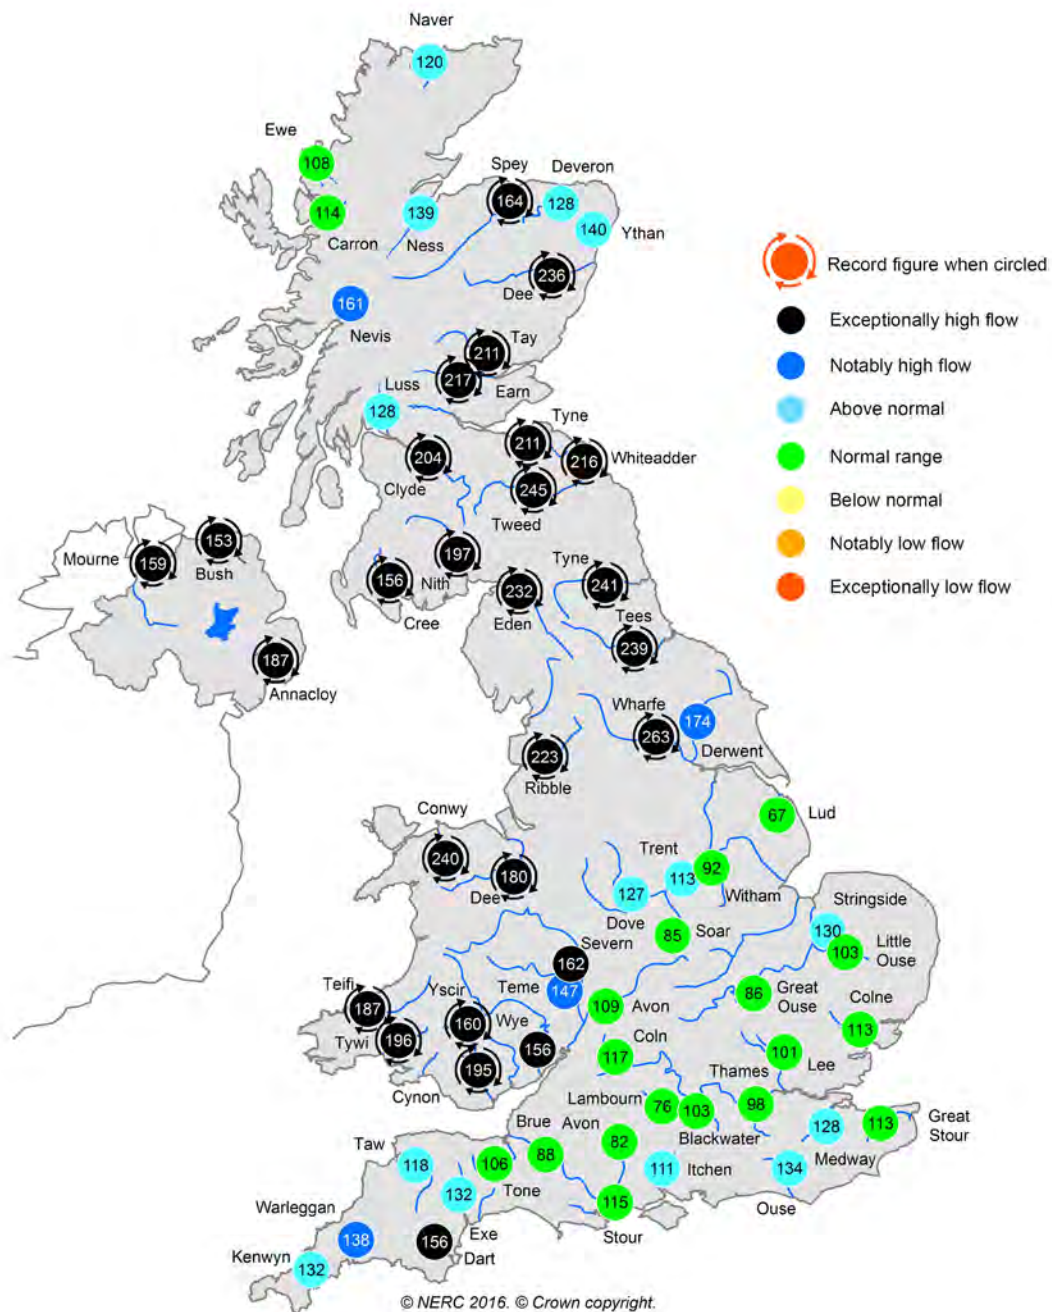 Naver
120
Ewe
108
Spey
Deveron
164
128
114
139
140
Ythan
Carron
Ness
236
Dee
161
Nevis
Tay
211
217
Luss
Earn
128
Tyne
211
204
216
Whiteadder
Clyde
245
Tweed
153
Mourne
159
Bush
197
Tyne
156
Nith
232
241
Cree
Eden
Tees
239
187
Annacloy
Wharfe
174
263
Derwent
223
Ribble
67
Lud
Conwy
240
Trent
180
113
92
Dee
127
Witham
Stringside
Dove
130
85
Soar
103
Little
Ouse
Severn
162
Teifi
Yscir
Teme
147
86
Great
Ouse
187
109
Avon
Colne
160
Wye
113
Tywi
196
Coln
156
117
101
Lee
195
Cynon
Thames
Lambourn
76
103
98
Brue
Avon
Blackwater
128
113
Great
Stour
Taw
82
Medway
88
118
106
111
Itchen
134
Tone
132
115
Ouse
Warleggan
Exe
Stour
138
156
Dart
Kenwyn
132
Record figure when circled
Exceptionally high flow
Notably high flow
Above normal
Normal range
Below normal
Notably low flow
Exceptionally low flow
© NERC 2016. © Crown copyright.